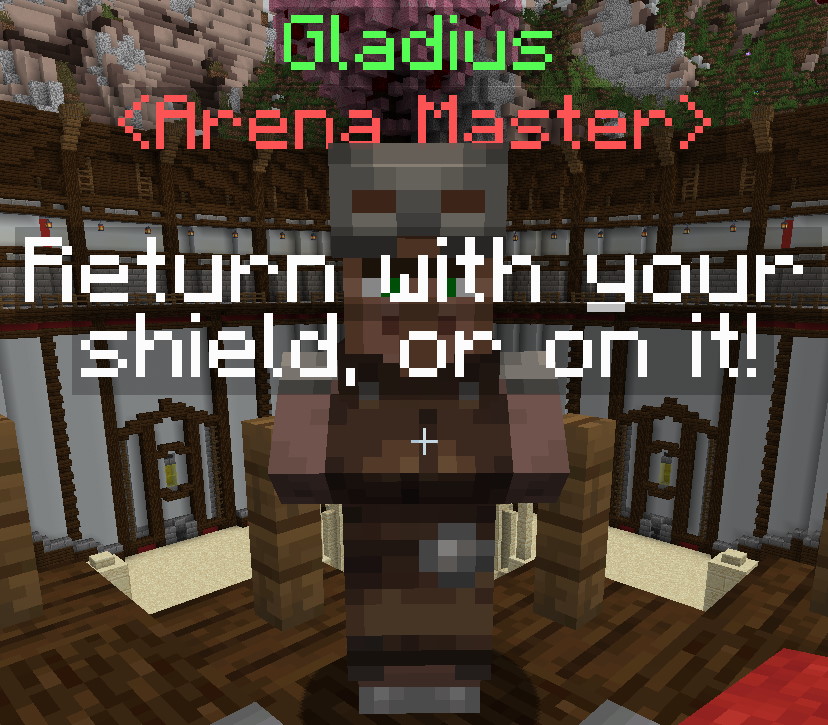 Gladius
<Arena Master>
Return with your
shield, or on it!